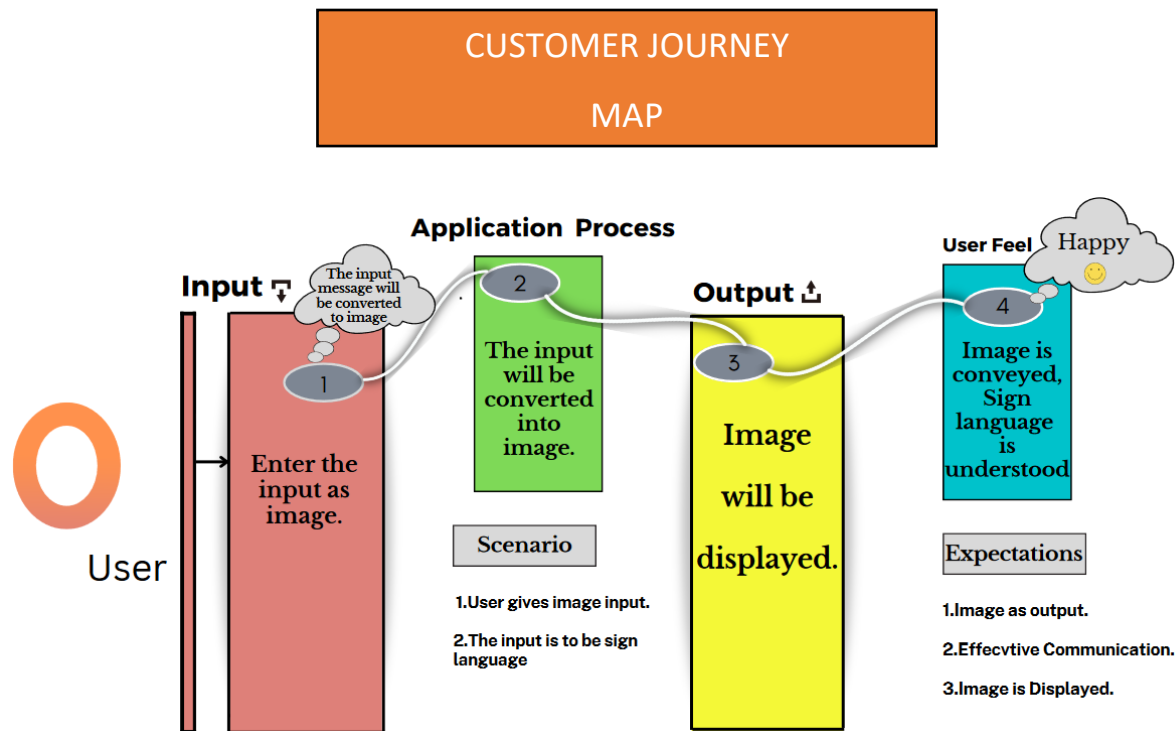 CUSTOMER JOURNEY
MAP
Input
The input
message will
be converted
to image
1
Enter the
input as
image.
User
Application Process
2
The input
will be
converted
into
image.
Scenario
1.User gives image input.
2.The input is to be sign
language
Output
3
Image
will be
displayed.
User Feel
Happy
4
Image is
conveyed,
Sign
language
is
understood
Expectations
1.Image as output.
2.Effecvtive Communication.
3.Image is Displayed.